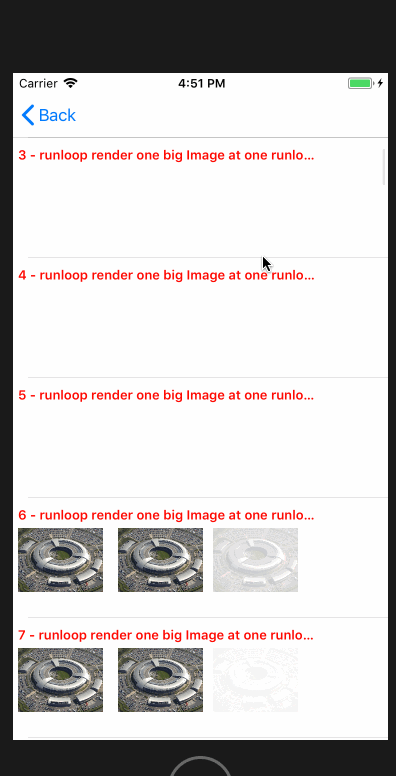 Carrier 4:51 PM
Back
3 - runloop render one big Image at one runlo...
4 - runloop render one big Image at one runlo...
5 - runloop render one big Image at one runlo...
6 - runloop render one big Image at one runlo...
7 - runloop render one big Image at one runlo...